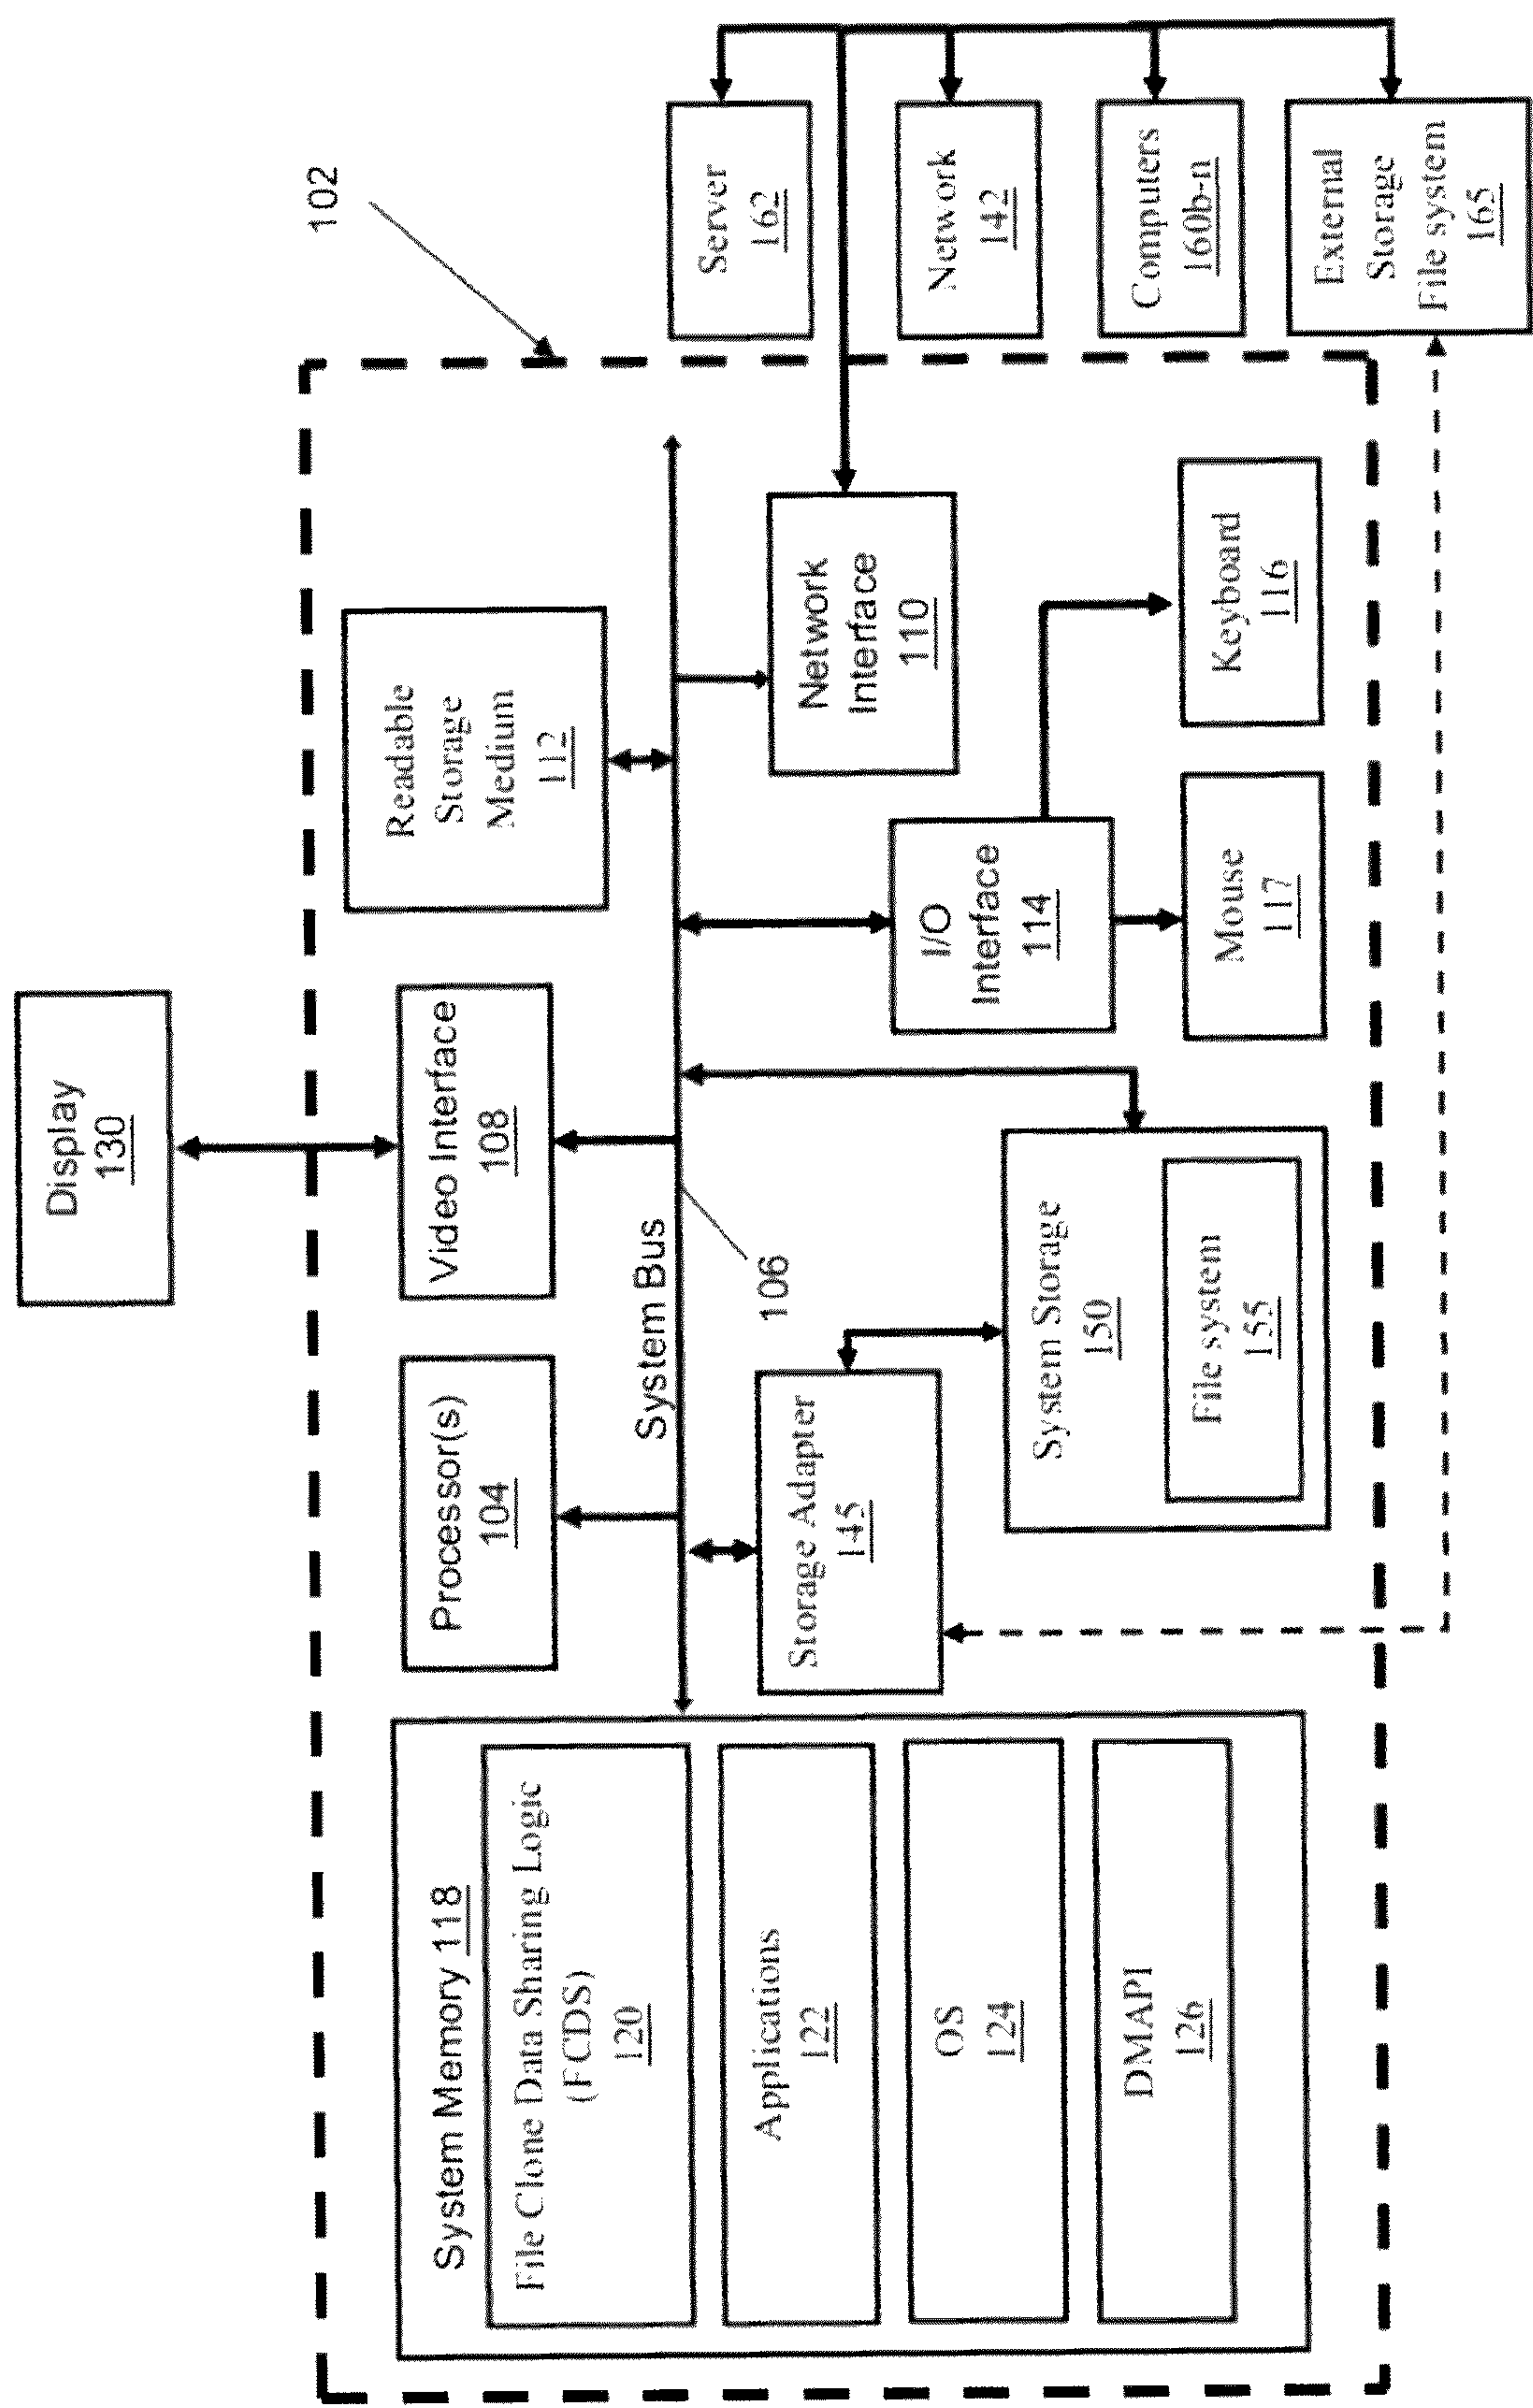 Display
130
102
System Memory 118
File Clone Data Sharing Logic
(FCDS)
120
Applications
122
OS
124
DMAPI
126
Processor(s)
104
Video Interface
108
Readable
Storage
Medium
112
System Bus
106
Storage Adapter
145
System Storage
150
File system
155
I/O
Interface
114
Mouse
117
Keyboard
116
Network
Interface
110
Server
162
Network
142
Computers
160b-n
External
Storage
File system
165